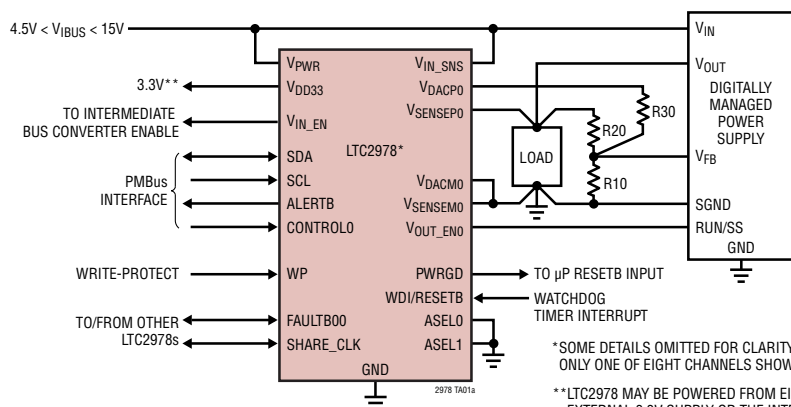 4.5V < VIBUS < 15V
3.3V**
TO INTERMEDIATE
BUS CONVERTER ENABLE
PMBus
INTERFACE
WRITE-PROTECT
TO/FROM OTHER
LTC2978s
VPWR
VDD33
VIN_EN
SDA
SCL
ALERTB
CONTROL0
WP
FAULTB00
SHARE_CLK
GND
LTC2978*
VIN_SNS
VDACP0
VSENSEP0
VDACM0
VSENSEM0
VOUT_EN0
PWRGD
WDI/RESETB
ASEL0
ASEL1
2978 TA01a
LOAD
R20
R30
R10
VIN
VOUT
DIGITALLY
MANAGED
POWER
SUPPLY
VFB
SGND
RUN/SS
GND
TO µP RESETB INPUT
WATCHDOG
TIMER INTERRUPT
*SOME DETAILS OMITTED FOR CLARITY
ONLY ONE OF EIGHT CHANNELS
**LTC2978 MAY BE POWERED FROM